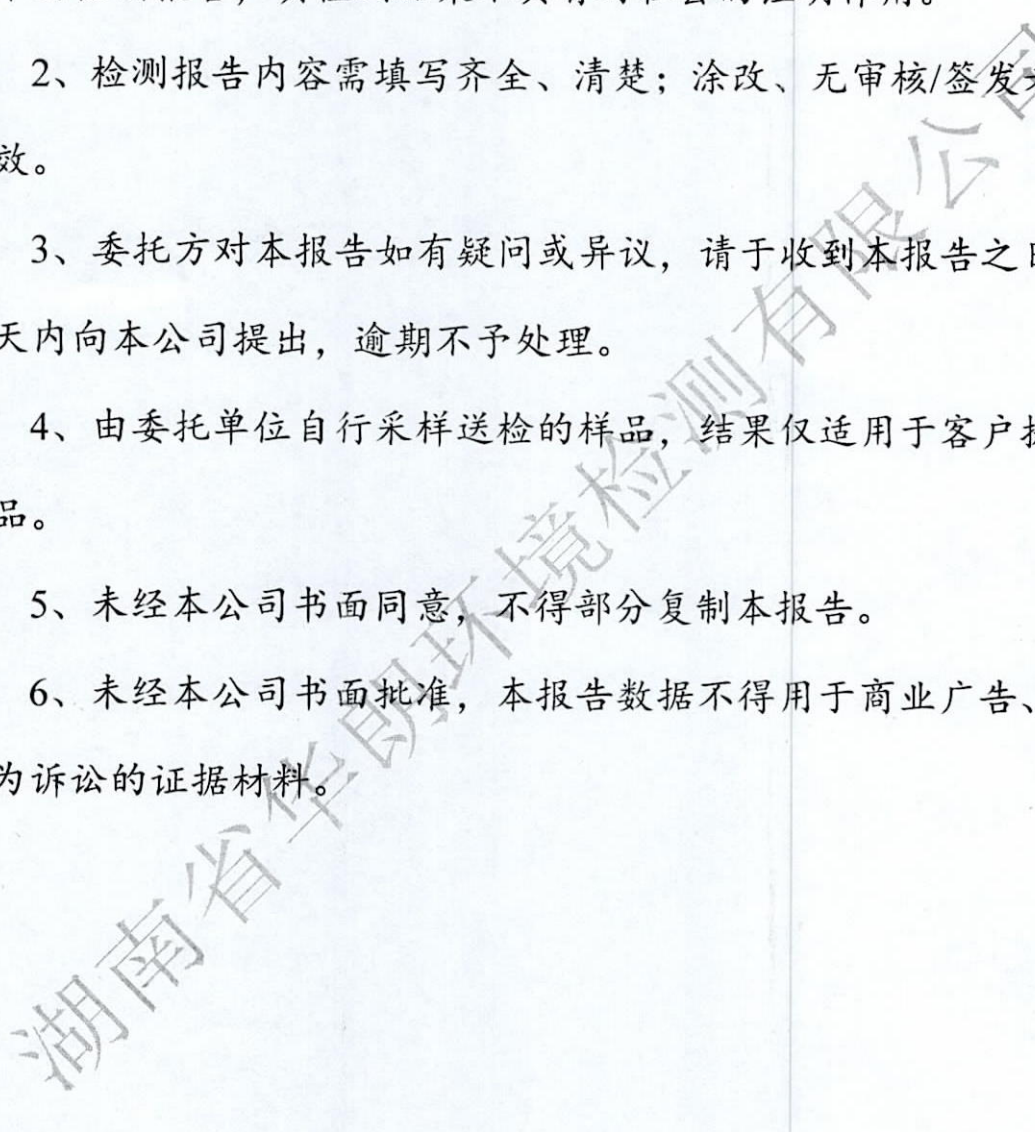 2、检测报告内容需填写齐全、清楚；涂改、无审核/签发
效。
3、委托方对本报告如有疑问或异议，请于收到本报告之日
天内向本公司提出，逾期不予处理。
4、由委托单位自行采样送检的样品，结果仅适用于客户
品。
5、未经本公司书面同意，不得部分复制本报告。
6、未经本公司书面批准，本报告数据不得用于商业广告、
为诉讼的证据材料。
湖南省华朗环境检测有限公司